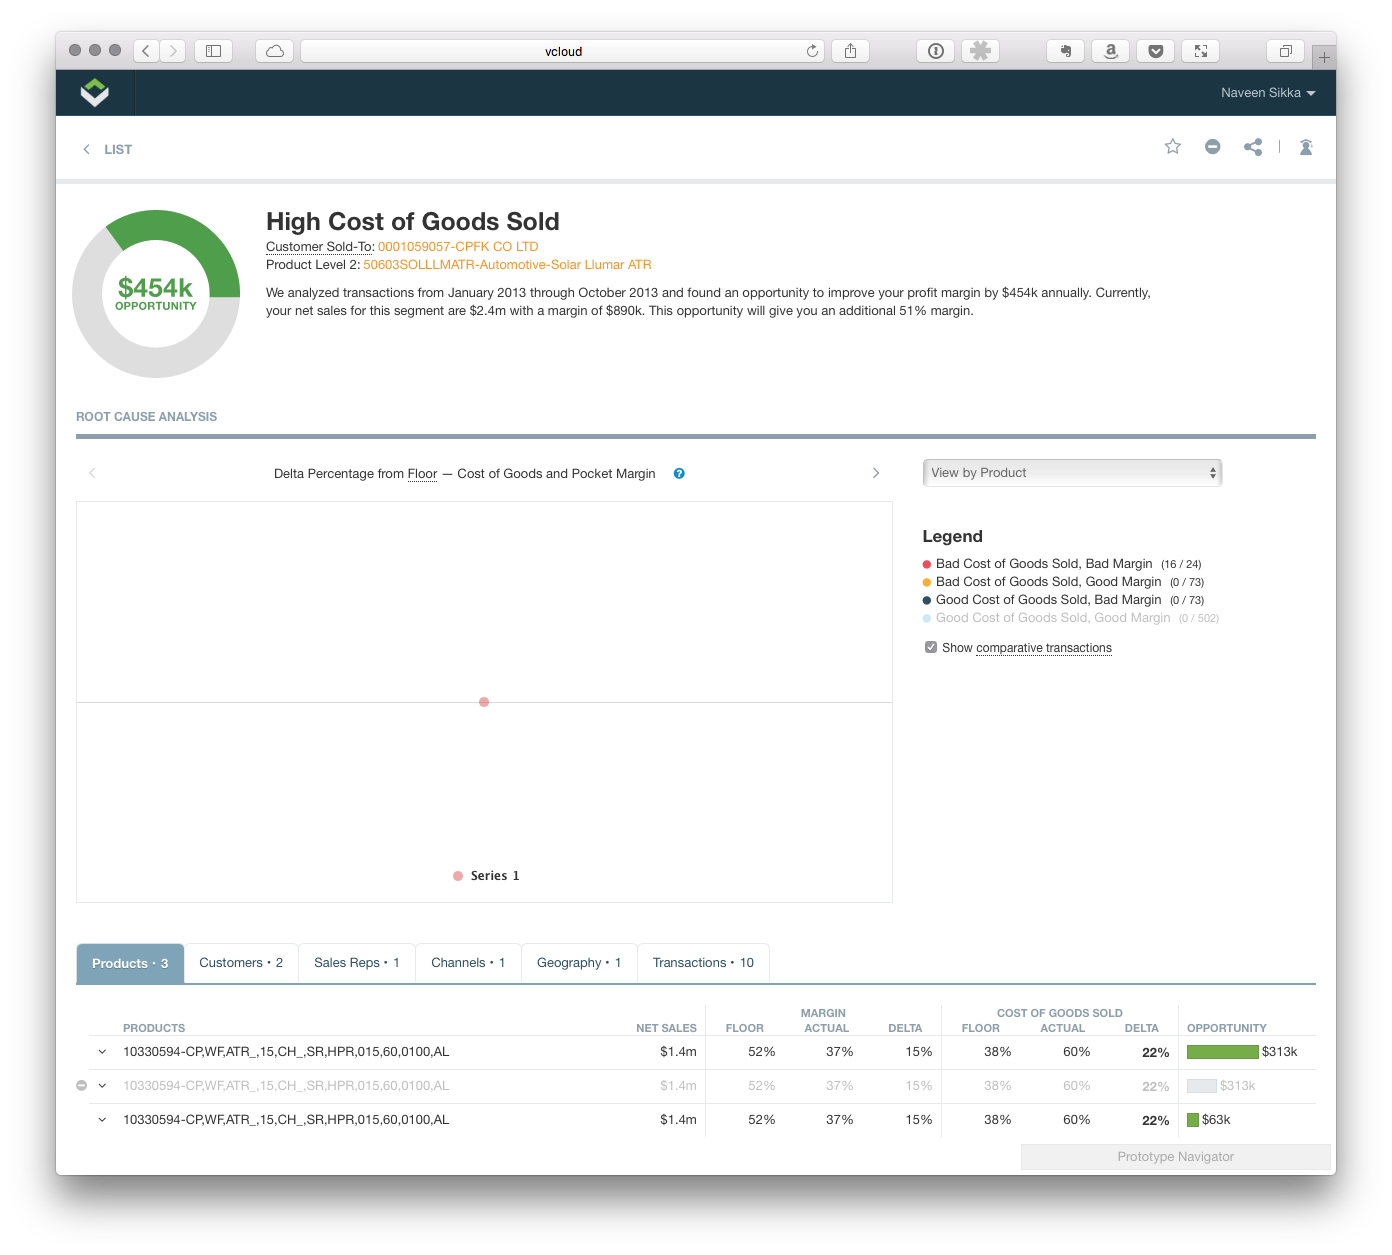 vcloud
Naveen Sikka
LIST
$454k
OPPORTUNITY
High Cost of Goods Sold
Customer Sold-To: 0001059057-CPFK CO LTD
Product Level 2: 50603SOLLLMATR-Automotive-Solar Llumar ATR
We analyzed transactions from January 2013 through October 2013 and found an opportunity to improve your profit margin by $454k annually. Currently,
your net sales for this segment are $2.4m with a margin of $890k. This opportunity will give you an additional 51% margin.
ROOT CAUSE ANALYSIS
Delta Percentage from Floor — Cost of Goods and Pocket Margin ?
View by Product
Legend
Bad Cost of Goods Sold, Bad Margin (16 / 24)
Bad Cost of Goods Sold, Good Margin (0 / 73)
Good Cost of Goods Sold, Bad Margin (0 / 73)
Good Cost of Goods Sold, Good Margin (0 / 502)
Show comparative transactions
Series 1
Products • 3 Customers • 2 Sales Reps • 1 Channels • 1 Geography • 1 Transactions • 10
MARGIN COST OF GOODS SOLD
PRODUCTS NET SALES FLOOR ACTUAL DELTA FLOOR ACTUAL DELTA OPPORTUNITY
10330594-CP,WF,ATR_,15,CH_,SR,HPR,015,60,0100,AL $1.4m 52% 37% 15% 38% 60% 22% $313k
10330594-CP,WF,ATR_,15,CH_,SR,HPR,015,60,0100,AL $1.4m 52% 37% 15% 38% 60% 22% $313k
10330594-CP,WF,ATR_,15,CH_,SR,HPR,015,60,0100,AL $1.4m 52% 37% 15% 38% 60% 22% $63k
Prototype Navigator